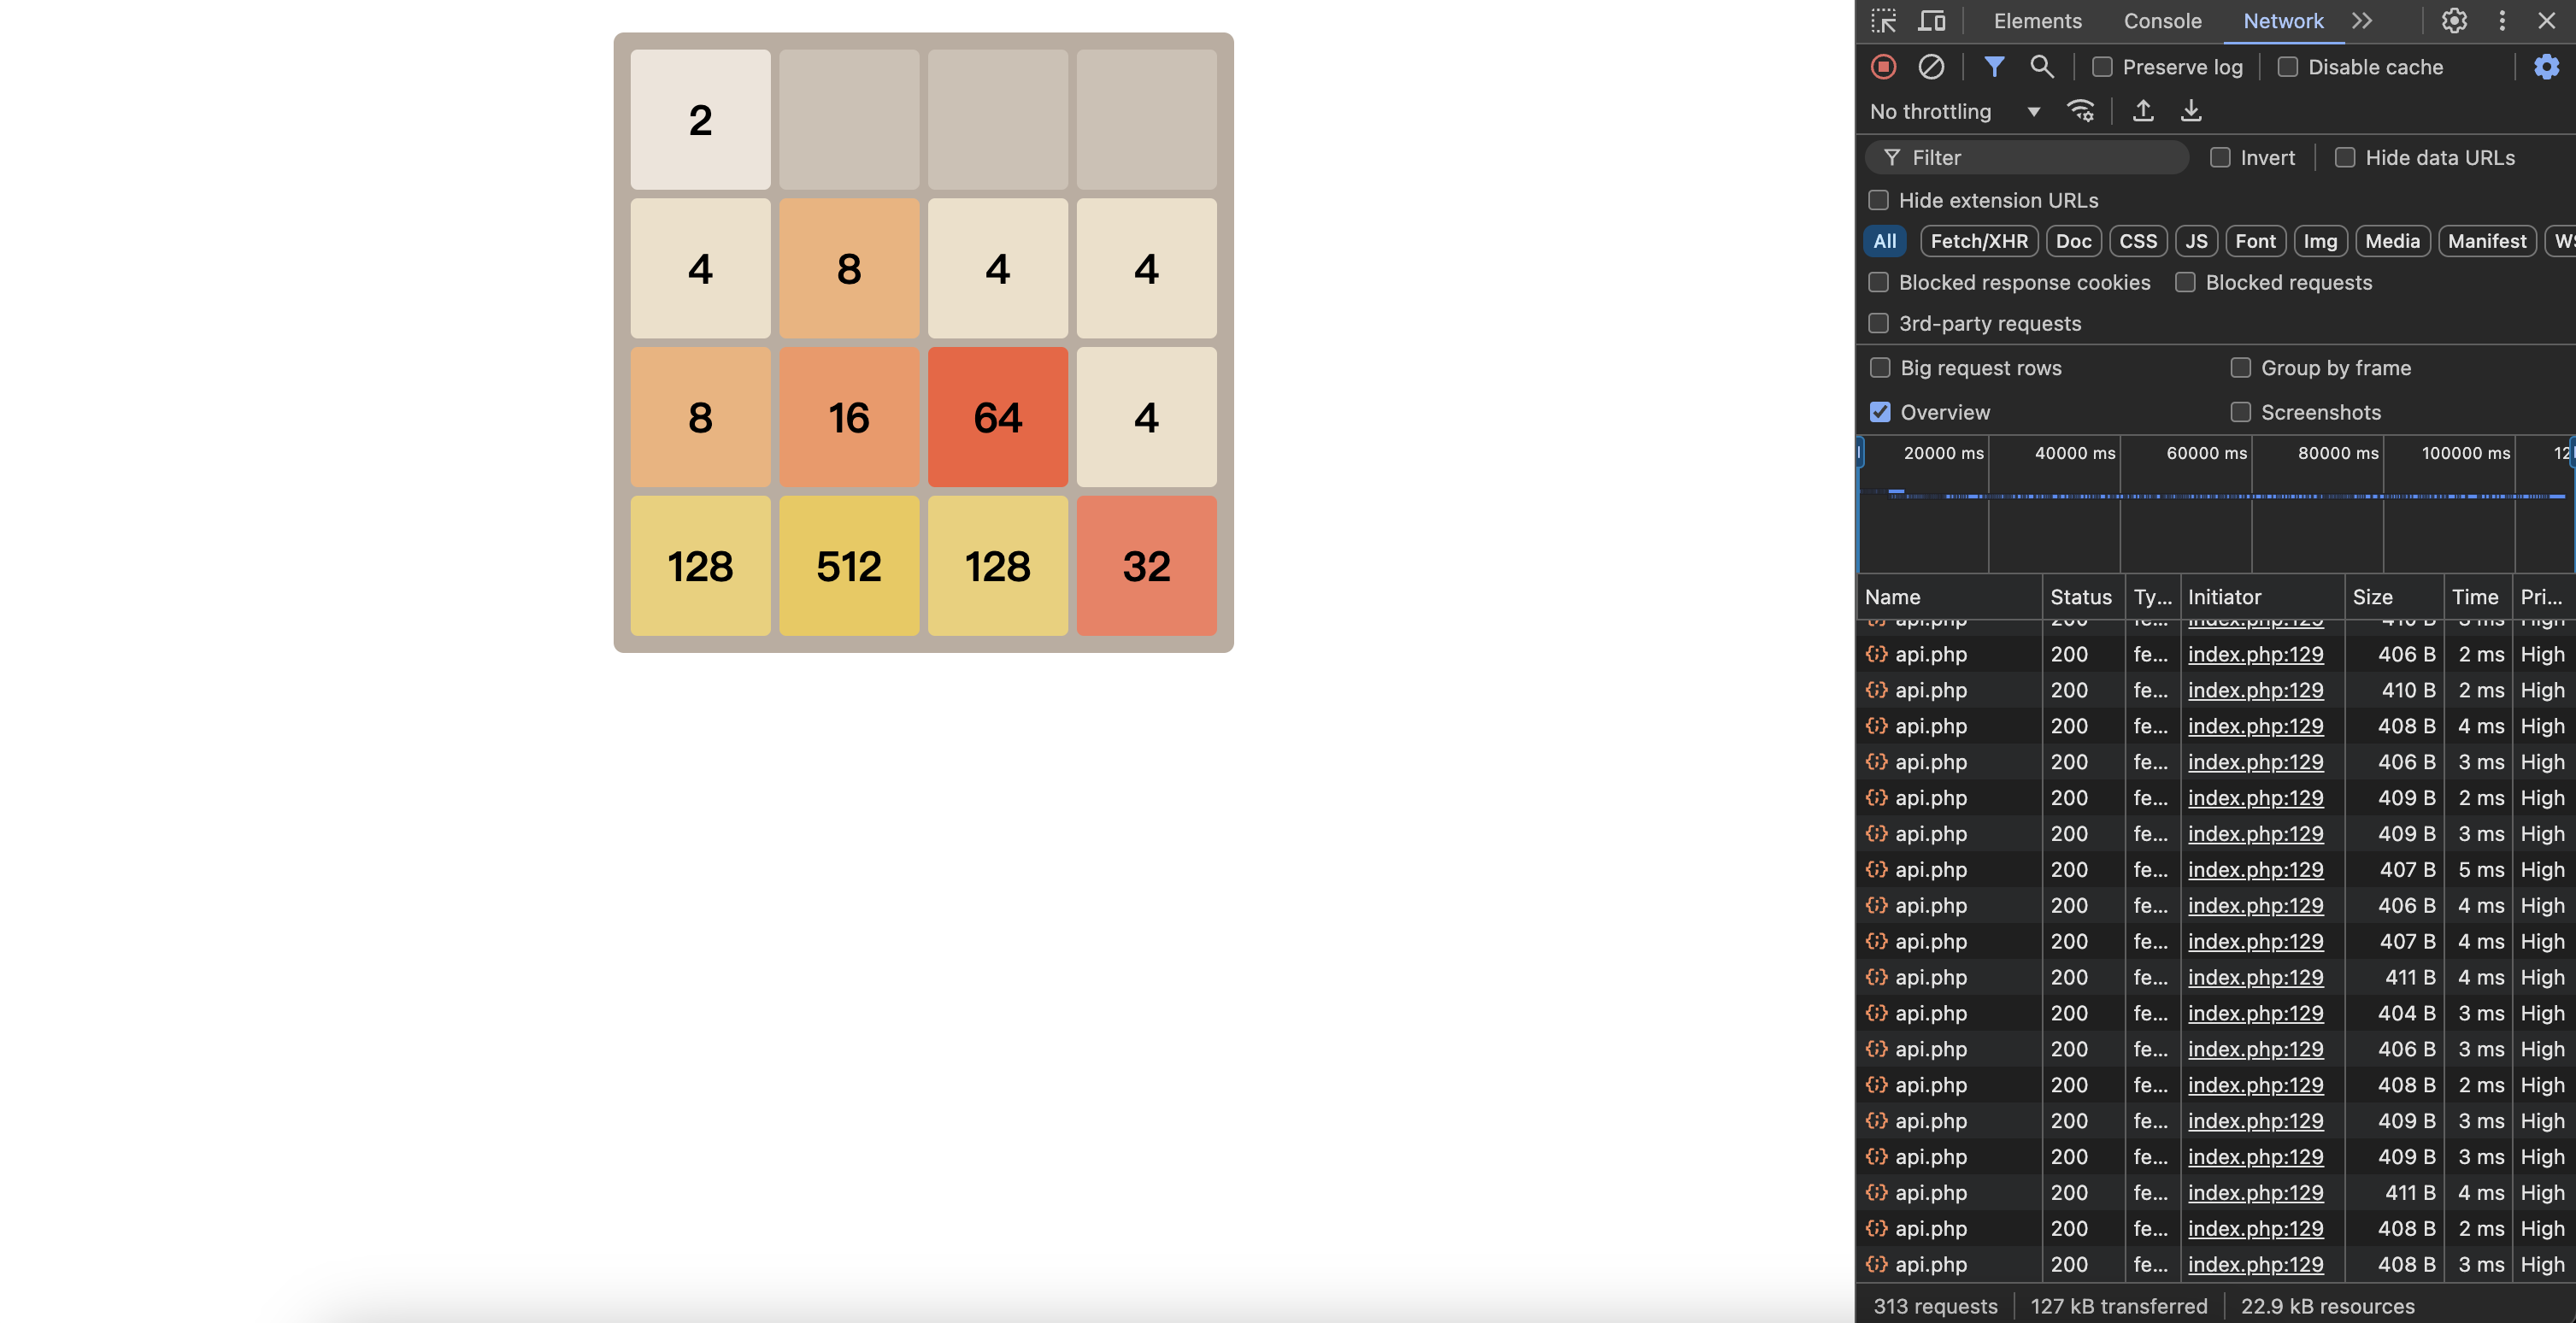 2
4 8 4 4
8 16 64 4
128 512 128 32
Elements Console Network
Preserve log Disable cache
No throttling
Filter Invert Hide data URLs
Hide extension URLs
All Fetch/XHR Doc CSS JS Font Img Media Manifest
Blocked response cookies Blocked requests
3rd-party requests
Big request rows Group by frame
Overview Screenshots
20000 ms 40000 ms 60000 ms 80000 ms 100000 ms
Name Status Ty... Initiator Size Time Pri...
api.php 200 fe... index.php:129 406 B 2 ms High
api.php 200 fe... index.php:129 410 B 2 ms High
api.php 200 fe... index.php:129 408 B 4 ms High
api.php 200 fe... index.php:129 406 B 3 ms High
api.php 200 fe... index.php:129 409 B 2 ms High
api.php 200 fe... index.php:129 409 B 3 ms High
api.php 200 fe... index.php:129 407 B 5 ms High
api.php 200 fe... index.php:129 406 B 4 ms High
api.php 200 fe... index.php:129 407 B 4 ms High
api.php 200 fe... index.php:129 411 B 4 ms High
api.php 200 fe... index.php:129 404 B 3 ms High
api.php 200 fe... index.php:129 406 B 3 ms High
api.php 200 fe... index.php:129 408 B 2 ms High
api.php 200 fe... index.php:129 409 B 3 ms High
api.php 200 fe... index.php:129 409 B 3 ms High
api.php 200 fe... index.php:129 411 B 4 ms High
api.php 200 fe... index.php:129 408 B 2 ms High
api.php 200 fe... index.php:129 408 B 3 ms High
313 requests 127 kB transferred 22.9 kB resources